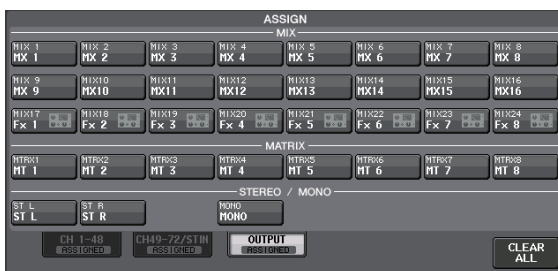 ASSIGN
MIX
MIX 1 MIX 2 MIX 3 MIX 4 MIX 5 MIX 6 MIX 7 MIX 8
MX 1 MX 2 MX 3 MX 4 MX 5 MX 6 MX 7 MX 8
MIX 9 MIX10 MIX11 MIX12 MIX13 MIX14 MIX15 MIX16
MX 9 MX10 MX11 MX12 MX13 MX14 MX15 MX16
MIX17 MIX18 MIX19 MIX20 MIX21 MIX22 MIX23 MIX24
Fx 1 Fx 2 Fx 3 Fx 4 Fx 5 Fx 6 Fx 7 Fx 8
MATRIX
MTRX1 MTRX2 MTRX3 MTRX4 MTRX5 MTRX6 MTRX7 MTRX8
MT 1 MT 2 MT 3 MT 4 MT 5 MT 6 MT 7 MT 8
STEREO / MONO
ST L ST R MONO
ST L ST R MONO
CH 1-48 CH49-72/STIN OUTPUT
ASSIGNED ASSIGNED ASSIGNED
CLEAR
ALL